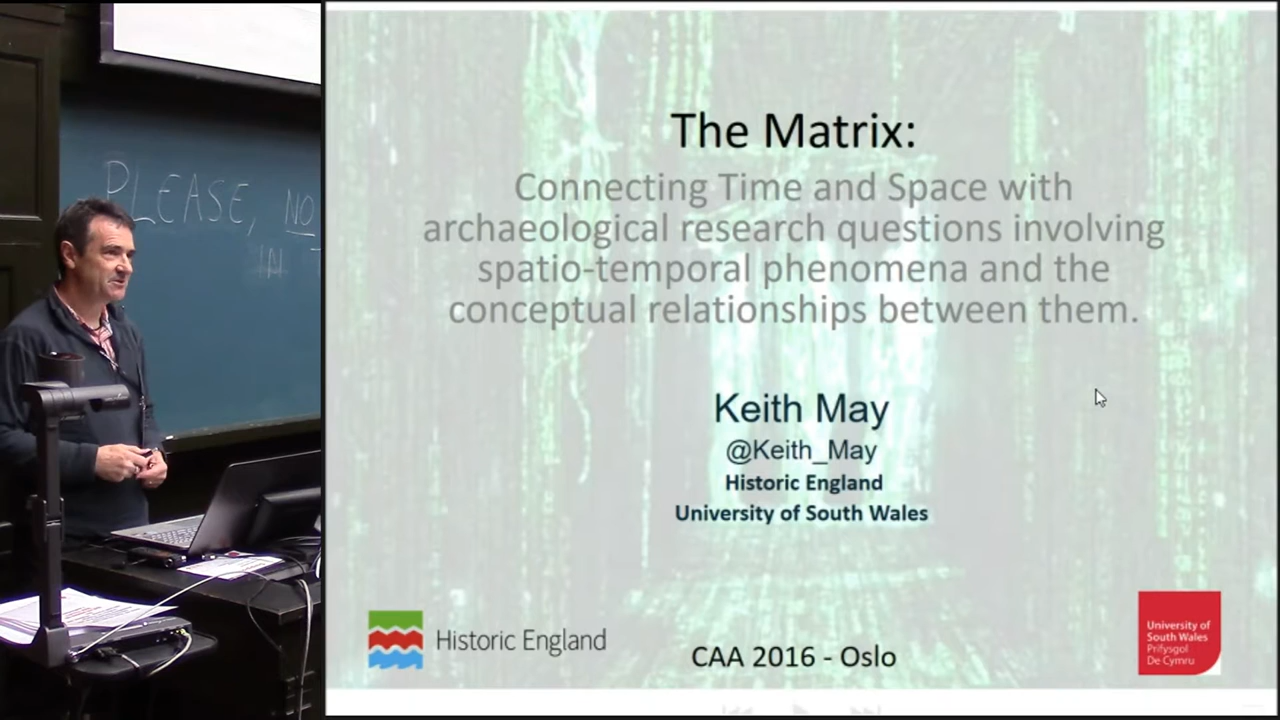 PLEASE, NO
IN
The Matrix:
Connecting Time and Space with
archaeological research questions involving
spatio-temporal phenomena and the
conceptual relationships between them.
Keith May
@Keith_May
Historic England
University of South Wales
Historic England
CAA 2016 - Oslo
University of
South Wales
Prifysgol
De Cymru